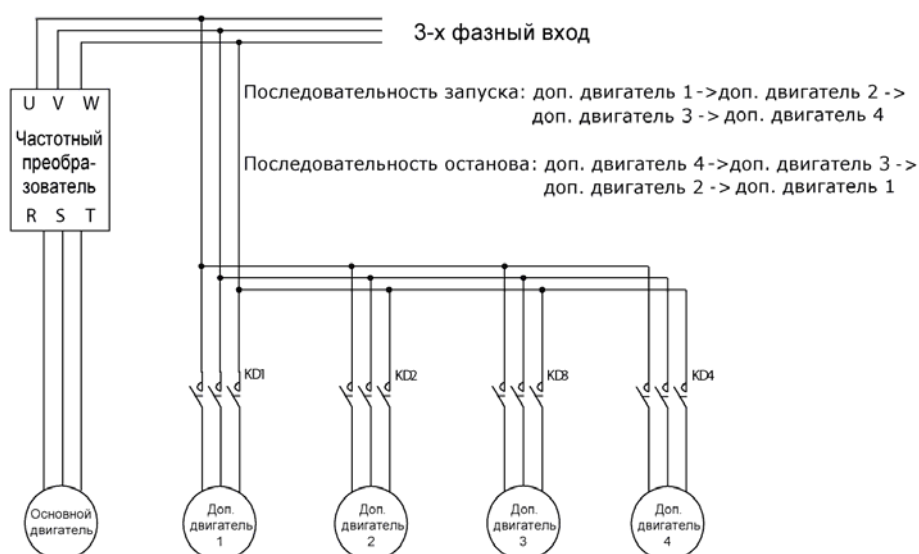 3-х фазный вход
Последовательность запуска: доп. двигатель 1->доп. двигатель 2 ->
доп. двигатель 3 -> доп. двигатель 4
Последовательность останова: доп. двигатель 4->доп. двигатель 3 ->
доп. двигатель 2 -> доп. двигатель 1
U V W
Частотный
преобра-
зователь
R S T
KD1
KD2
KD3
KD4
Основной
двигатель
Доп.
двигатель
1
Доп.
двигатель
2
Доп.
двигатель
3
Доп.
двигатель
4